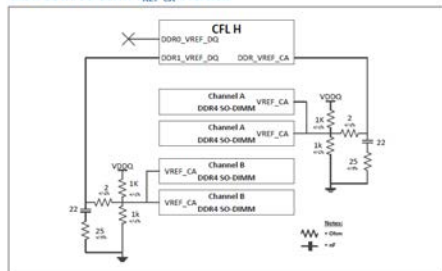 CFL H
DDR0_VREF_DQ
DDR1_VREF_DQ
DDR_VREF_CA
Channel A
DDR4 SO-DIMM
VREF_CA
Channel A
DDR4 SO-DIMM
VREF_CA
VDDQ
1K
2
1k
22
25
Channel B
DDR4 SO-DIMM
VREF_CA
Channel B
DDR4 SO-DIMM
VREF_CA
VDDQ
1K
2
1k
22
25
Notes:
= Ohm
= nF